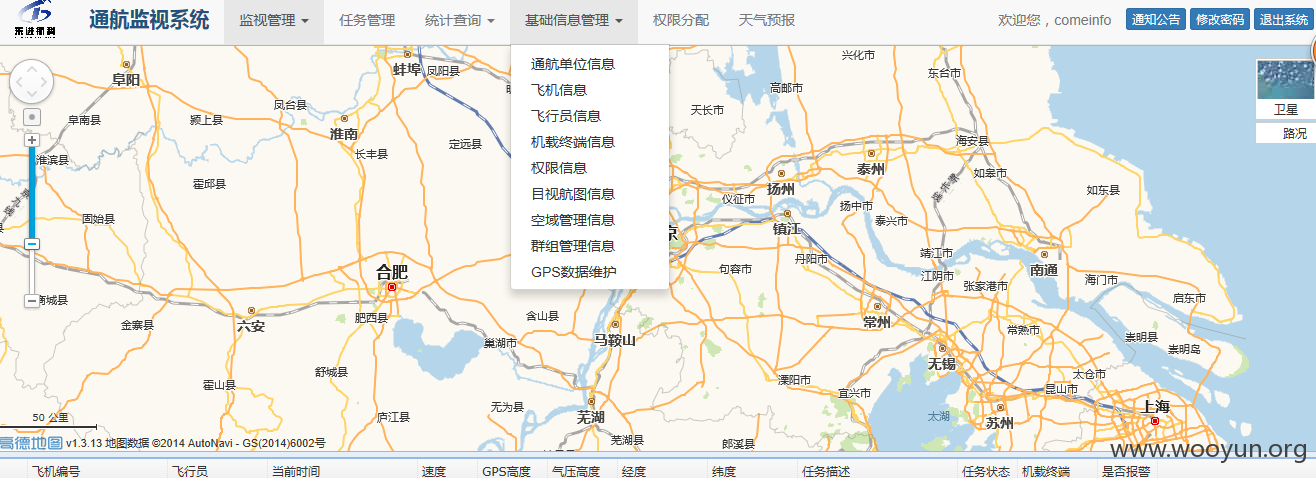 东进航科
通航监视系统
监视管理
任务管理
统计查询
基础信息管理
权限分配
天气预报
欢迎您，comeinfo
通知公告
修改密码
退出系统
通航单位信息
飞机信息
飞行员信息
机载终端信息
权限信息
目视航图信息
空域管理信息
群组管理信息
GPS数据维护
卫星
路况
阜阳
蚌埠
凤阳县
兴化市
东台市
高邮市
天长市
凤台县
阜南县
颍上县
淮南
定远县
海安县
淮滨县
长丰县
泰州
如皋市
霍邱县
扬州
如东县
仪征市
扬中市
固始县
泰兴市
镇江
京
丹阳市
靖江市
合肥
句容市
江阴市
南通
海门市
张家港市
商城县
启东市
金寨县
六安
肥西县
含山县
常州
常熟市
崇明县
崇明岛
马鞍山
巢湖市
无锡
舒城县
太仓市
霍山县
溧阳市
宜兴市
昆山市
无为县
上海
50 公里
庐江县
芜湖
太湖
苏州
芜湖县
郎溪县
高德地图 v1.3.13 地图数据 ©2014 AutoNavi - GS(2014)6002号
www.wooyun.org
飞机编号
飞行员
当前时间
速度
GPS高度
气压高度
经度
纬度
任务描述
任务状态
机载终端
是否报警